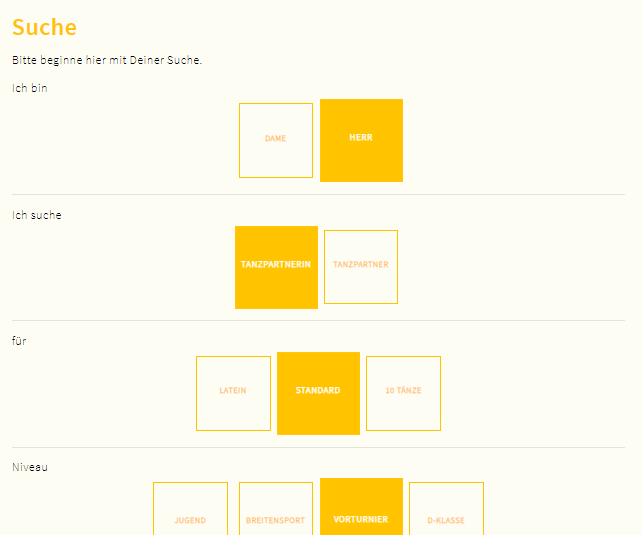 Suche
Bitte beginne hier mit Deiner Suche.
Ich bin
DAME HERR
Ich suche
TANZPARTNERIN TANZPARTNER
für
LATEIN STANDARD 10 TÄNZE
Niveau
JUGEND BREITENSPORT VORTURNIER D-KLASSE